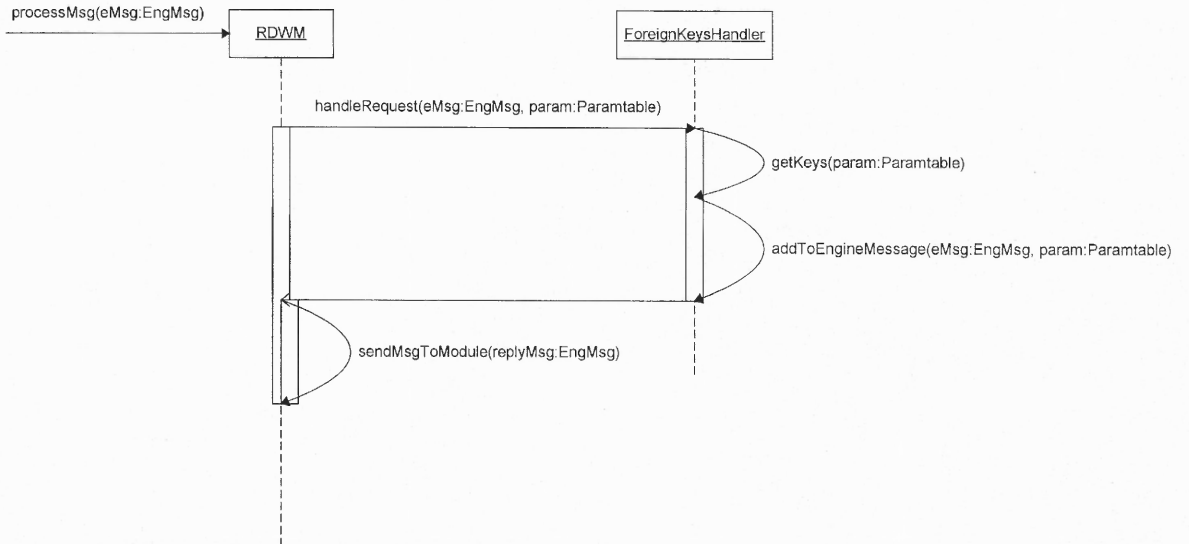 processMsg(eMsg:EngMsg)
RDWM
ForeignKeysHandler
handleRequest(eMsg:EngMsg, param:Paramtable)
getKeys(param:Paramtable)
addToEngineMessage(eMsg:EngMsg, param:Paramtable)
sendMsgToModule(replyMsg:EngMsg)